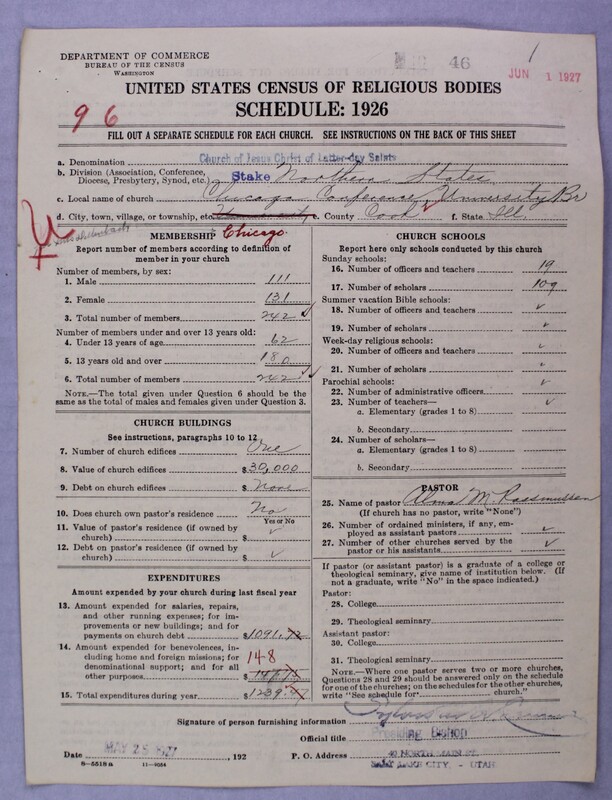 DEPARTMENT OF COMMERCE
BUREAU OF THE CENSUS
WASHINGTON
46
1
JUN 1 1927
UNITED STATES CENSUS OF RELIGIOUS BODIES
SCHEDULE: 1926
96
FILL OUT A SEPARATE SCHEDULE FOR EACH CHURCH. SEE INSTRUCTIONS ON THE BACK OF THIS SHEET
a. Denomination Church of Jesus Christ of Latter-day Saints
b. Division (Association, Conference, Diocese, Presbytery, Synod, etc.) Stake Northern States
c. Local name of church Chicago Conference, University Br
d. City, town, village, or township, etc. e. County Cook f. State Ill.
Chicago
MEMBERSHIP
Report number of members according to definition of
member in your church
Number of members, by sex:
1. Male 111
2. Female 131
3. Total number of members 242
Number of members under and over 13 years old:
4. Under 13 years of age 62
5. 13 years old and over 180
6. Total number of members 242
NOTE.—The total given under Question 6 should be
same as the total of males and females given under Question 3.
CHURCH BUILDINGS
See instructions, paragraphs 10 to 12
7. Number of church edifices One
8. Value of church edifices $30,000
9. Debt on church edifices $None
10. Does church own pastor's residence? No
Yes or No
11. Value of pastor's residence (if owned by
church) $ ✓
12. Debt on pastor's residence (if owned by
church) $ ✓
EXPENDITURES
Amount expended by your church during last fiscal year
13. Amount expended for salaries, repairs,
and other running expenses; for im-
provements or new buildings; and for
payments on church debt $1091.72
14. Amount expended for benevolences, in-
cluding home and foreign missions; for
denominational support; and for all
other purposes 148
15. Total expenditures during year $1239
CHURCH SCHOOLS
Report here only schools conducted by this church
Sunday schools:
16. Number of officers and teachers 19
17. Number of scholars 109
Summer vacation Bible schools:
18. Number of officers and teachers ✓
19. Number of scholars ✓
Week-day religious schools:
20. Number of officers and teachers ✓
21. Number of scholars ✓
Parochial schools:
22. Number of administrative officers ✓
23. Number of teachers— ✓
a. Elementary (grades 1 to 8)
b. Secondary
24. Number of scholars—
a. Elementary (grades 1 to 8)
b. Secondary
PASTOR
25. Name of pastor Alma M. Rassmussen
(If church has no pastor, write "None")
26. Number of ordained ministers, if any, em-
ployed as assistant pastors ✓
27. Number of other churches served by the
pastor or his assistants ✓
If pastor (or assistant pastor) is a graduate of a college or
theological seminary, give name of institution below. (If
not a graduate, write "No" in the space indicated.)
Pastor:
28. College
29. Theological seminary
Assistant pastor:
30. College
31. Theological seminary
NOTE.—Where one pastor serves two or more churches,
Questions 28 and 29 should be answered only on the schedule
for one of the churches; on the schedules for the other churches,
write "See schedule for church."
Signature of person furnishing information
Official title Presiding Bishop
Date MAY 25 1927, 192 P. O. Address 40 NORTH MAIN ST.
SALT LAKE CITY - UTAH
8—5518a 11—9084